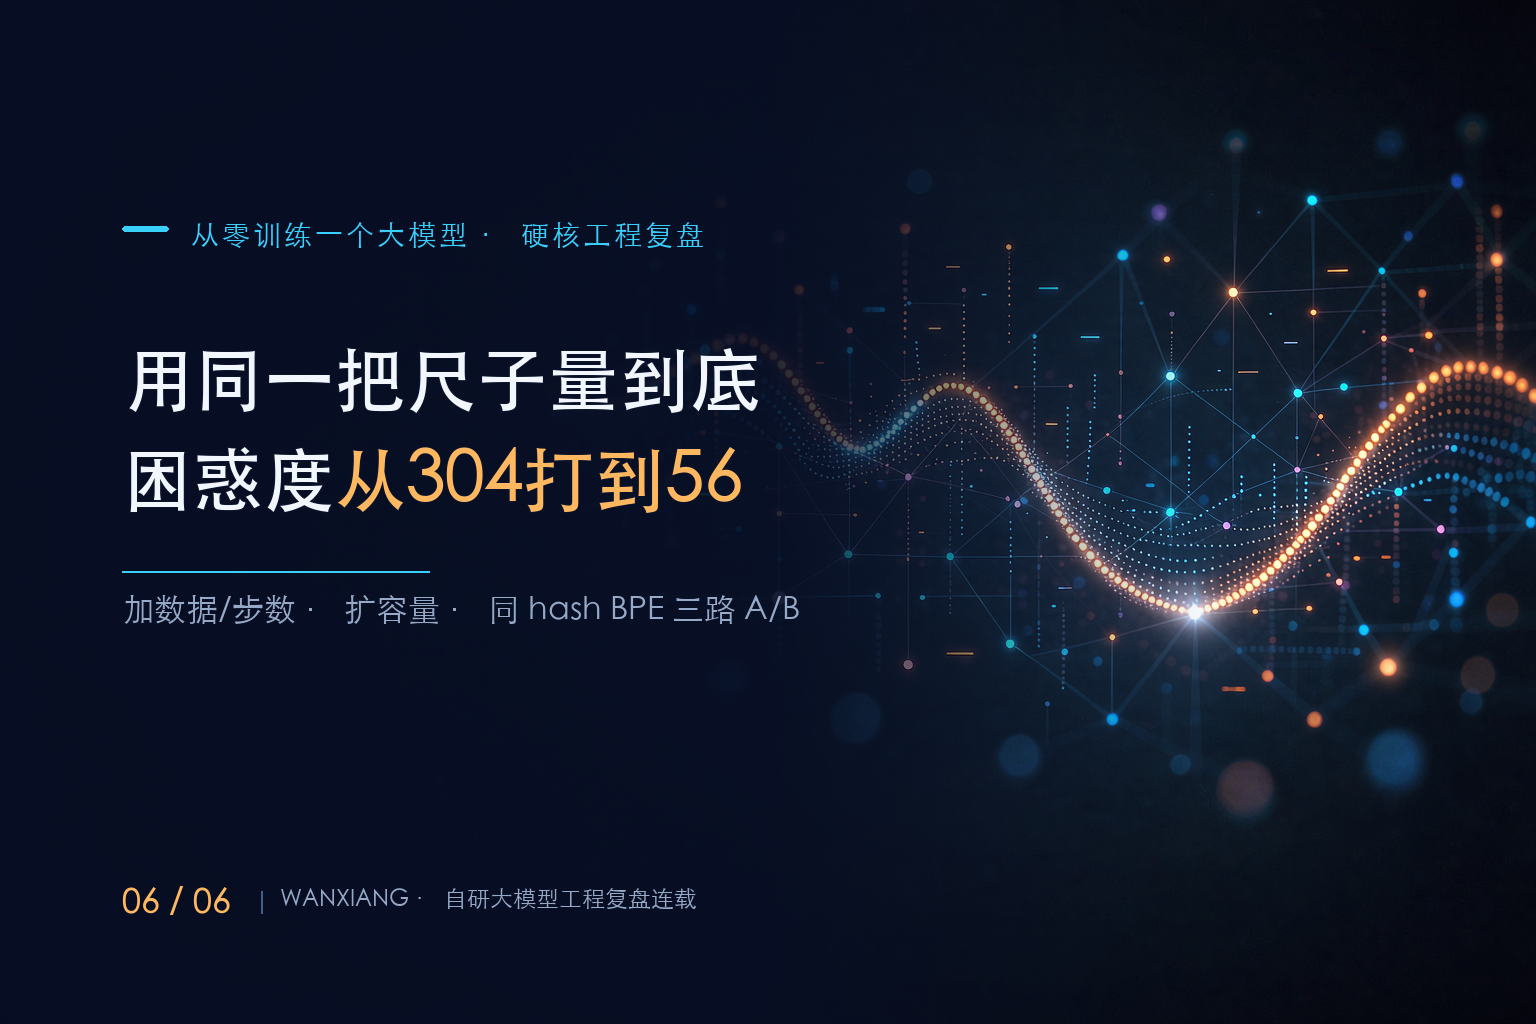 从零训练一个大模型 · 硬核工程复盘
用同一把尺子量到底
困惑度从304打到56
加数据/步数 · 扩容量 · 同 hash BPE 三路 A/B
06 / 06 | WANXIANG · 自研大模型工程复盘连载